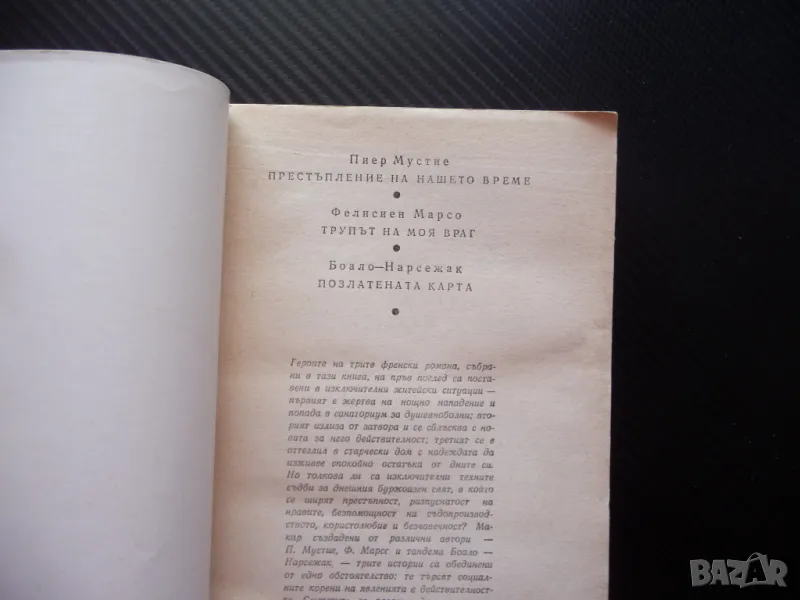 Пиер Мустие
ПРЕСТЪПЛЕНИЕ НА НАШЕТО ВРЕМЕ
Фелисиен Марсо
ТРУПЪТ НА МОЯ ВРАГ
Боало—Нарсежак
ПОЗЛАТЕНАТА КАРТА
Героите на трите френски романа, събра-
ни в тази книга, на пръв поглед са поста-
вени в изключителни житейски ситуации —
първият е жертва на нощно нападение и
попада в санаториум за душевноболни; вто-
рият излиза от затвора и се сблъсква с но-
вата за него действителност; третият се е
оттеглил в старчески дом с надеждата да
изживее спокойно остатъка от дните си.
Но толкова ли са изключителни техните
съдби за днешния буржоазен свят, в който
се ширят престъпност, разпуснатост на
нравите, безпомощност на съдопроизвод-
ството, користолюбие и безчовечност? Ма-
кар създадени от различни автори —
П. Мустие, Ф. Марсо и тандема Боало —
Нарсежак, — трите истории са обединени
от едно обстоятелство: те търсят социал-
ните корени на явленията в действителност-
BAZAR